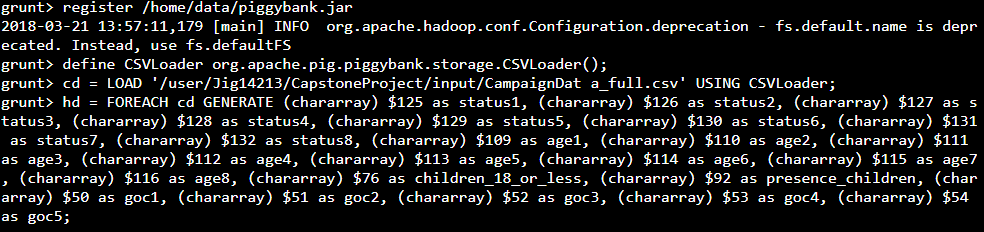 grunt> register /home/data/piggybank.jar
2018-03-21 13:57:11,179 [main] INFO  org.apache.hadoop.conf.Configuration.deprecation - fs.default.name is depr
ecated. Instead, use fs.defaultFS
grunt> define CSVLoader org.apache.pig.piggybank.storage.CSVLoader();
grunt> cd = LOAD '/user/Jig14213/CapstoneProject/input/CampaignDat a_full.csv' USING CSVLoader;
grunt> hd = FOREACH cd GENERATE (chararray) $125 as status1, (chararray) $126 as status2, (chararray) $127 as s
tatus3, (chararray) $128 as status4, (chararray) $129 as status5, (chararray) $130 as status6, (chararray) $131
 as status7, (chararray) $132 as status8, (chararray) $109 as age1, (chararray) $110 as age2, (chararray) $111
as age3, (chararray) $112 as age4, (chararray) $113 as age5, (chararray) $114 as age6, (chararray) $115 as age7
, (chararray) $116 as age8, (chararray) $76 as children_18_or_less, (chararray) $92 as presence_children, (char
array) $50 as goc1, (chararray) $51 as goc2, (chararray) $52 as goc3, (chararray) $53 as goc4, (chararray) $54
as goc5;